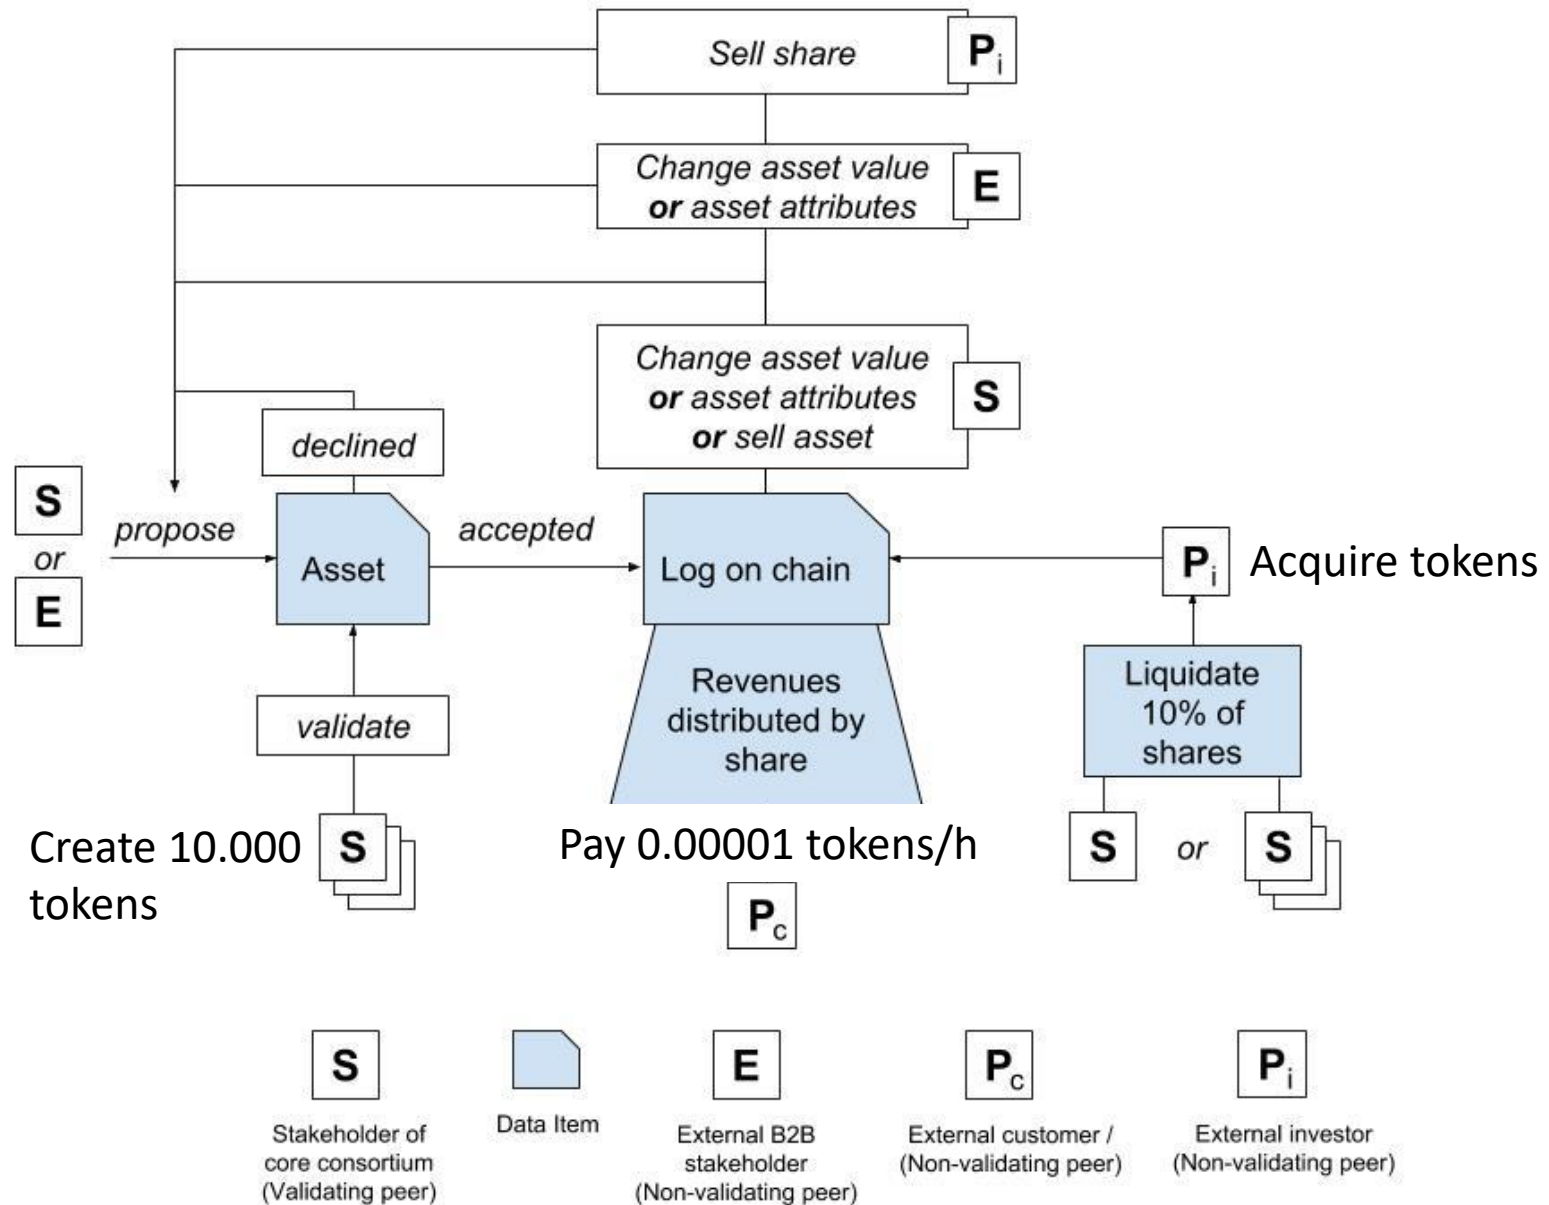 Sell share
Pi
Change asset value
or asset attributes
E
Change asset value
or asset attributes
or sell asset
S
declined
S
or
E
propose
Asset
accepted
Log on chain
Pi
Acquire tokens
validate
Revenues
distributed by
share
Liquidate
10% of
shares
Create 10.000
tokens
S
Pay 0.00001 tokens/h
Pc
S
or
S
S
Stakeholder of
core consortium
(Validating peer)
Data Item
E
External B2B
stakeholder
(Non-validating peer)
Pc
External customer /
(Non-validating peer)
Pi
External investor
(Non-validating peer)